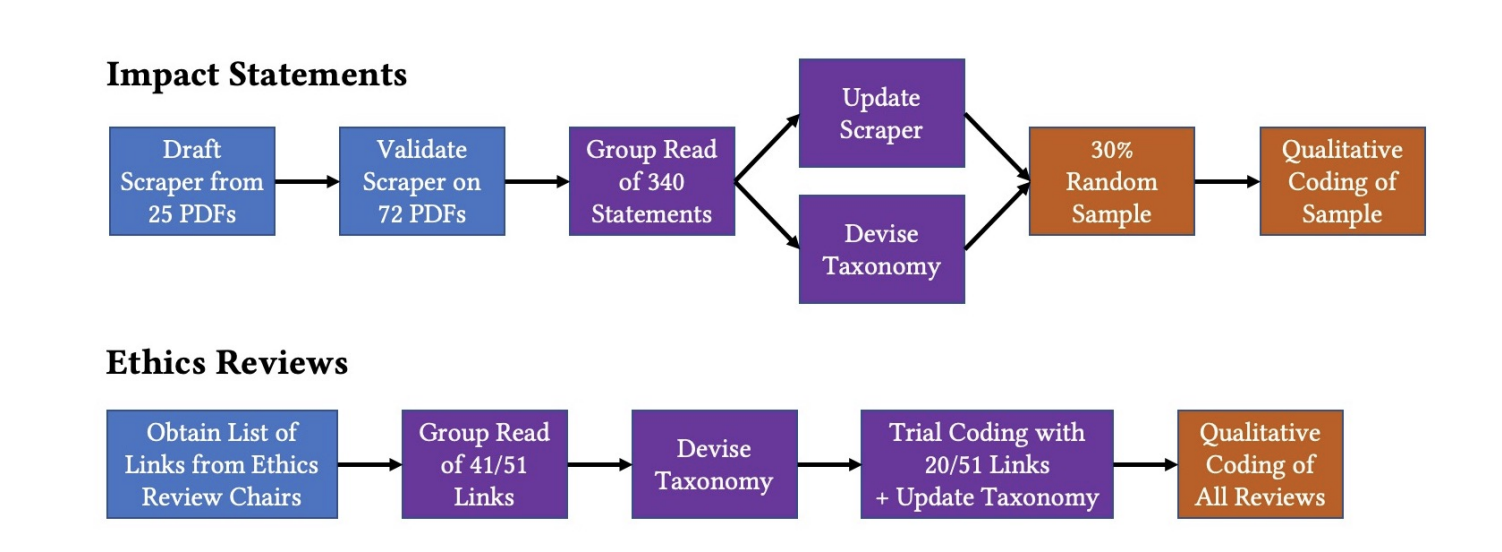 Impact Statements
Draft
Scraper from
25 PDFs
Validate
Scraper on
72 PDFs
Group Read
of 340
Statements
Update
Scraper
Devise
Taxonomy
30%
Random
Sample
Qualitative
Coding of
Sample
Ethics Reviews
Obtain List of
Links from Ethics
Review Chairs
Group Read
of 41/51
Links
Devise
Taxonomy
Trial Coding with
20/51 Links
+ Update Taxonomy
Qualitative
Coding of
All Reviews